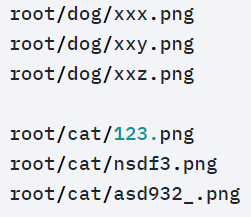 root/dog/xxx.png
root/dog/xxy.png
root/dog/xxz.png
root/cat/123.png
root/cat/nsdf3.png
root/cat/asd932_.png